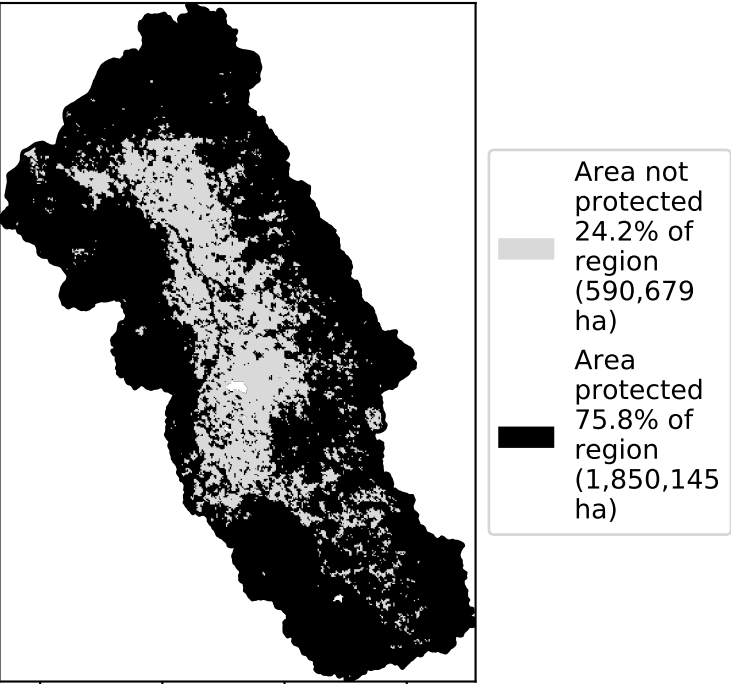 Area not
protected
24.2% of
region
(590,679
ha)
Area
protected
75.8% of
region
(1,850,145
ha)